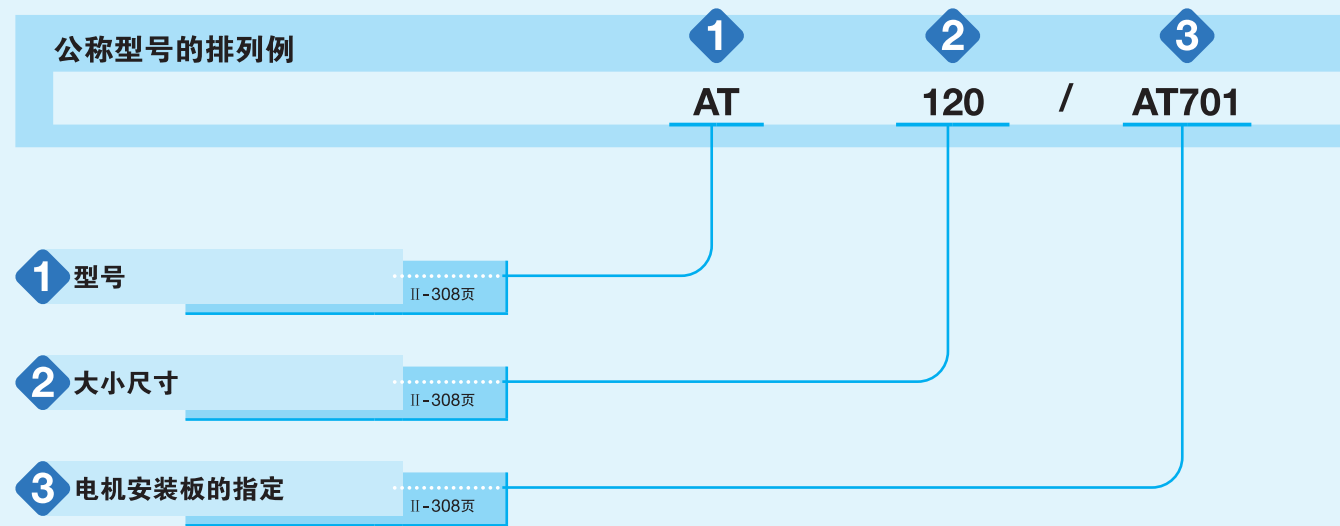 公称型号的排列例
1 2 3
AT 120 / AT701
1 型号
II-308页
2 大小尺寸
II-308页
3 电机安装板的指定
II-308页